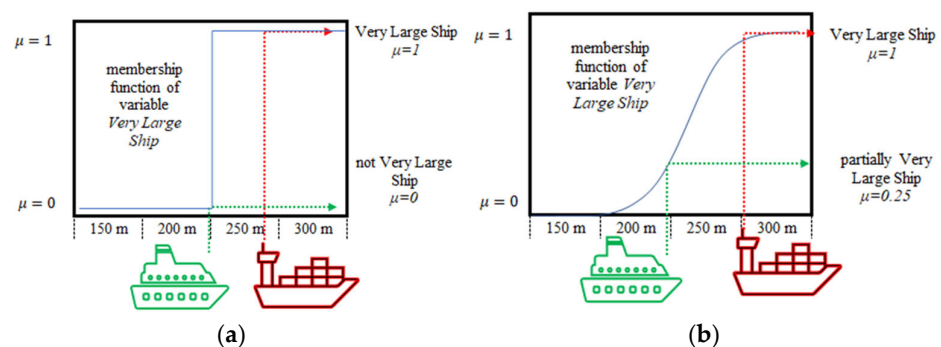 μ = 1
membership
function of
variable
Very Large
Ship
Very Large Ship
μ=1
not Very Large
Ship
μ=0
μ = 0
150 m
200 m
250 m
300 m
(a)
μ = 1
membership
function of
variable Very
Large Ship
Very Large Ship
μ=1
partially Very
Large Ship
μ=0.25
μ = 0
150 m
200 m
250 m
300 m
(b)